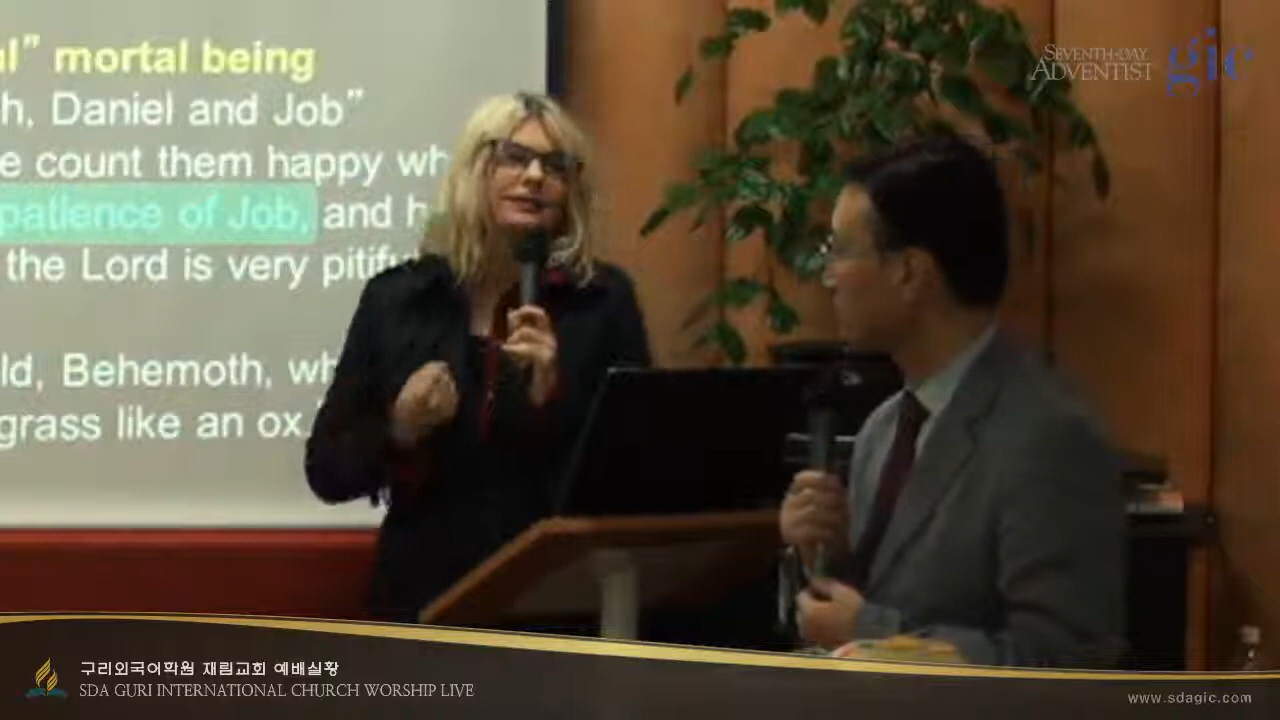 ul” mortal being
h, Daniel and Job”
e count them happy wh
patience of Job, and h
the Lord is very pitifu
ld, Behemoth, wh
grass like an ox.
SEVENTH-DAY
ADVENTIST
gic
구리외국어학원 재림교회 예배실황
SDA GURI INTERNATIONAL CHURCH WORSHIP LIVE
www.sdagic.com